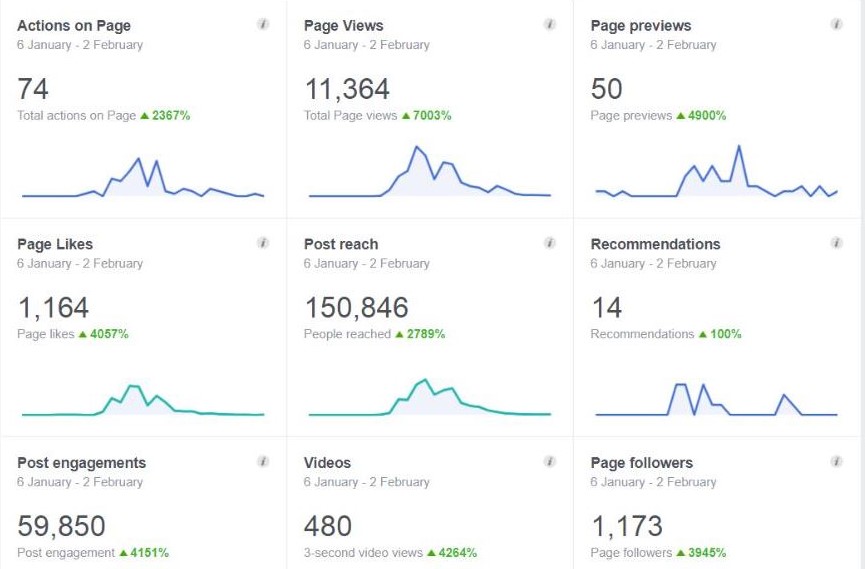 Actions on Page
6 January - 2 February
74
Total actions on Page ▲ 2367%
Page Views
6 January - 2 February
11,364
Total Page views ▲ 7003%
Page previews
6 January - 2 February
50
Page previews ▲ 4900%
Page Likes
6 January - 2 February
1,164
Page likes ▲ 4057%
Post reach
6 January - 2 February
150,846
People reached ▲ 2789%
Recommendations
6 January - 2 February
14
Recommendations ▲ 100%
Post engagements
6 January - 2 February
59,850
Post engagement ▲ 4151%
Videos
6 January - 2 February
480
3-second video views ▲ 4264%
Page followers
6 January - 2 February
1,173
Page followers ▲ 3945%